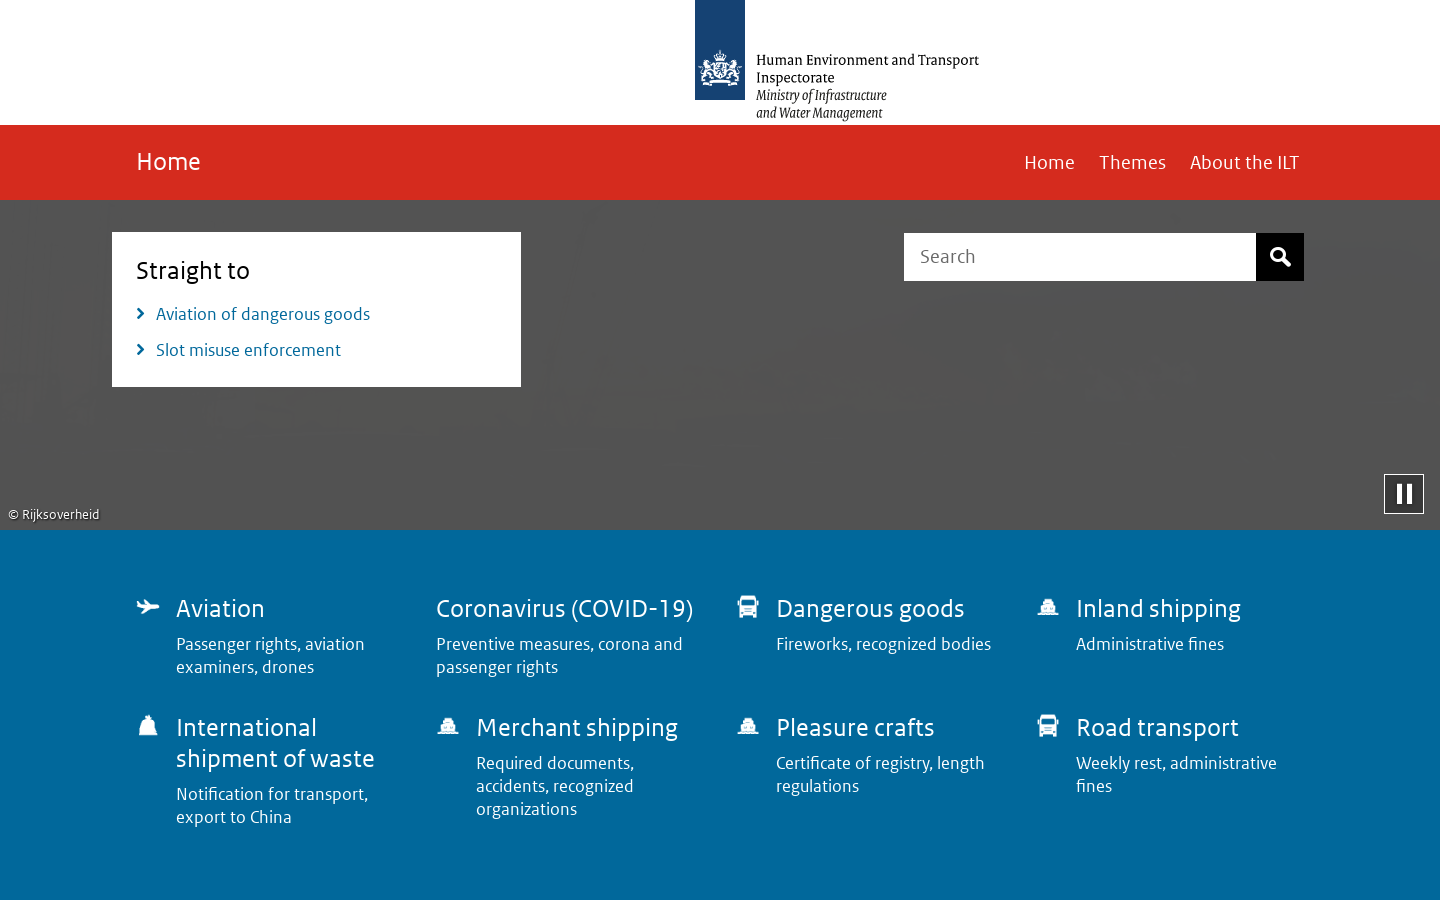 Human Environment and Transport
Inspectorate
Ministry of Infrastructure
and Water Management
Home
Home
Themes
About the ILT
Straight to
Aviation of dangerous goods
Slot misuse enforcement
Search
© Rijksoverheid
Aviation
Passenger rights, aviation
examiners, drones
Coronavirus (COVID-19)
Preventive measures, corona and
passenger rights
Dangerous goods
Fireworks, recognized bodies
Inland shipping
Administrative fines
International
shipment of waste
Notification for transport,
export to China
Merchant shipping
Required documents,
accidents, recognized
organizations
Pleasure crafts
Certificate of registry, length
regulations
Road transport
Weekly rest, administrative
fines